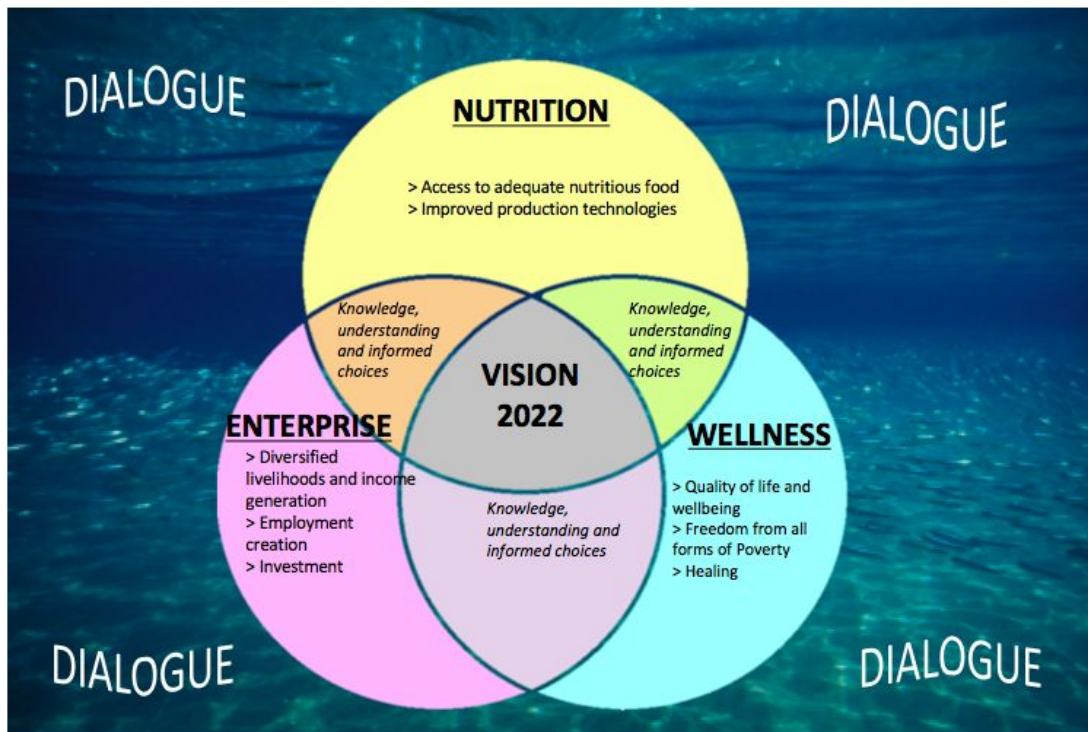 DIALOGUE
DIALOGUE
NUTRITION
> Access to adequate nutritious food
> Improved production technologies
Knowledge,
understanding
and informed
choices
Knowledge,
understanding
and informed
choices
VISION
2022
ENTERPRISE
> Diversified
livelihoods and income
generation
> Employment
creation
> Investment
WELLNESS
> Quality of life and
wellbeing
> Freedom from all
forms of Poverty
> Healing
Knowledge,
understanding and
informed choices
DIALOGUE
DIALOGUE